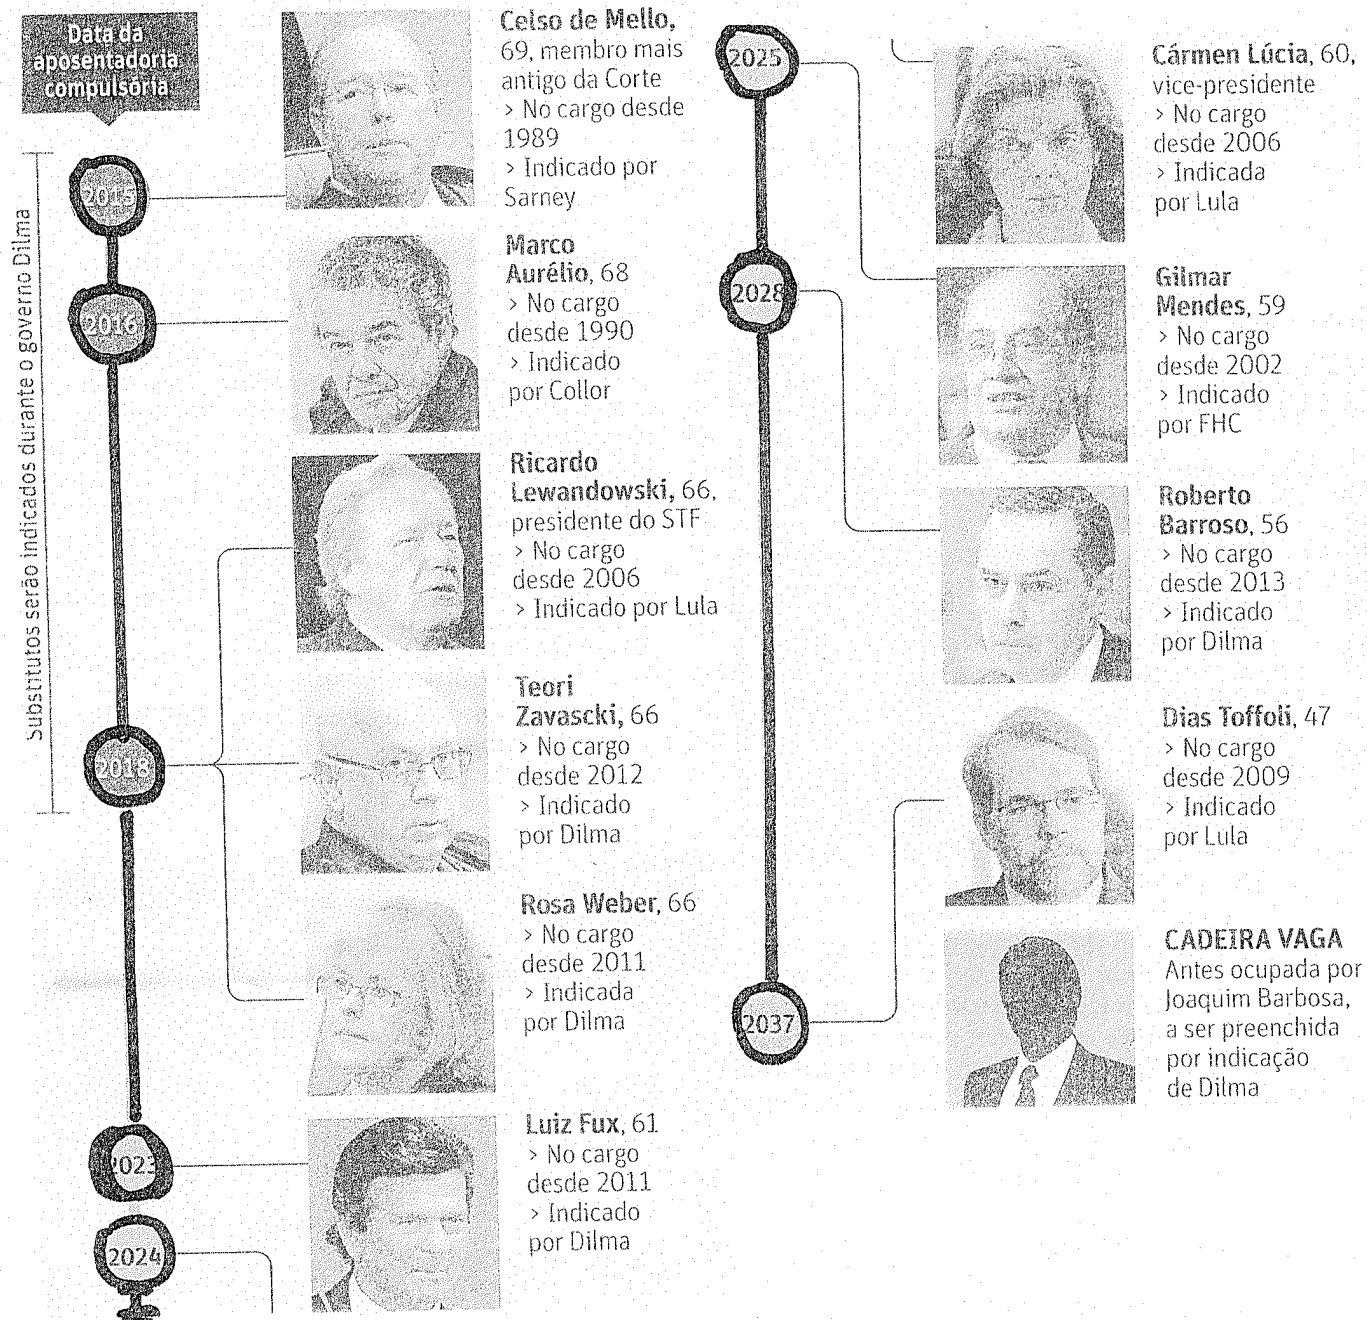 Data da
aposentadoria
compulsória
Substitutos serão indicados durante o governo Dilma
2015
Celso de Mello,
69, membro mais
antigo da Corte
> No cargo desde
1989
> Indicado por
Sarney
2016
Marco
Aurélio, 68
> No cargo
desde 1990
> Indicado
por Collor
2018
Ricardo
Lewandowski, 66,
presidente do STF
> No cargo
desde 2006
> Indicado por Lula
Teori
Zavascki, 66
> No cargo
desde 2012
> Indicado
por Dilma
Rosa Weber, 66
> No cargo
desde 2011
> Indicada
por Dilma
2023
Luiz Fux, 61
> No cargo
desde 2011
> Indicado
por Dilma
2024
Cármen Lúcia, 60,
vice-presidente
> No cargo
desde 2006
> Indicada
por Lula
2025
Gilmar
Mendes, 59
> No cargo
desde 2002
> Indicado
por FHC
2028
Roberto
Barroso, 56
> No cargo
desde 2013
> Indicado
por Dilma
2037
Dias Toffoli, 47
> No cargo
desde 2009
> Indicado
por Lula
CADEIRA VAGA
Antes ocupada por
Joaquim Barbosa,
a ser preenchida
por indicação
de Dilma